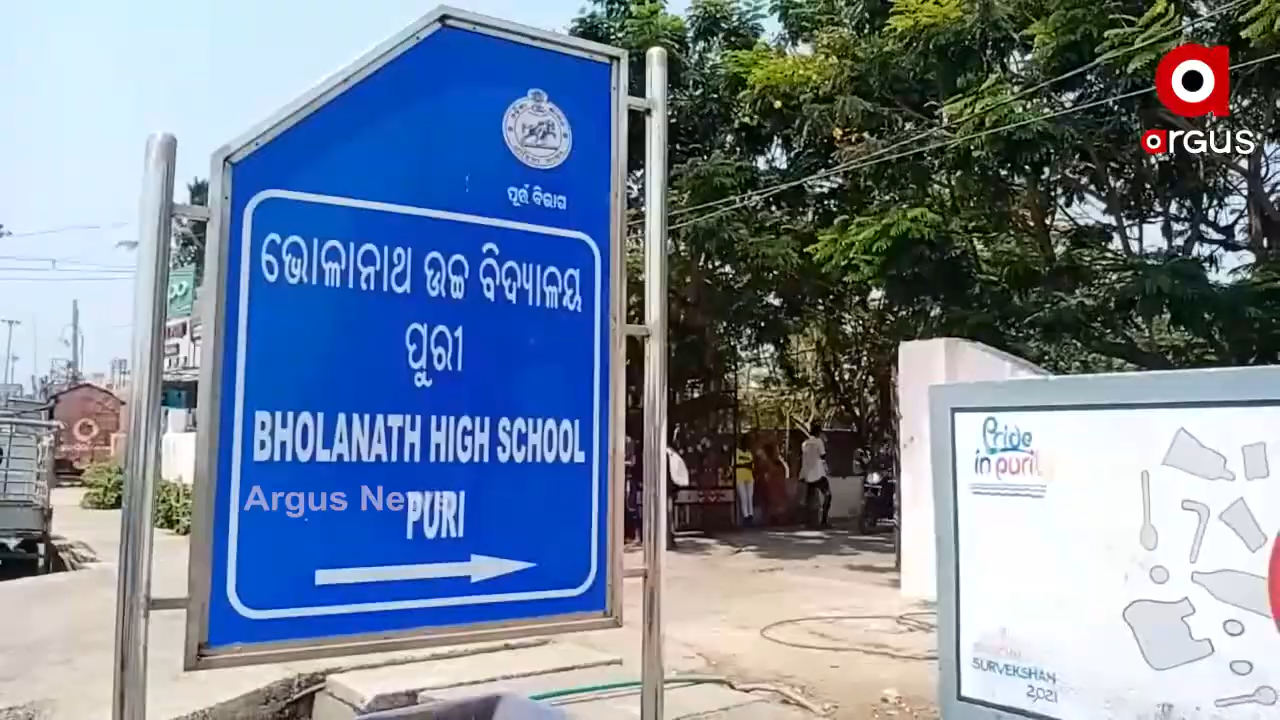 argus
ପୂର୍ତ୍ତ ବିଭାଗ
ଭୋଳାନାଥ ଉଚ୍ଚ ବିଦ୍ୟାଳୟ
ପୁରୀ
BHOLANATH HIGH SCHOOL
PURI
Argus News
Pride
in puri
SURVEKSHAN
2021